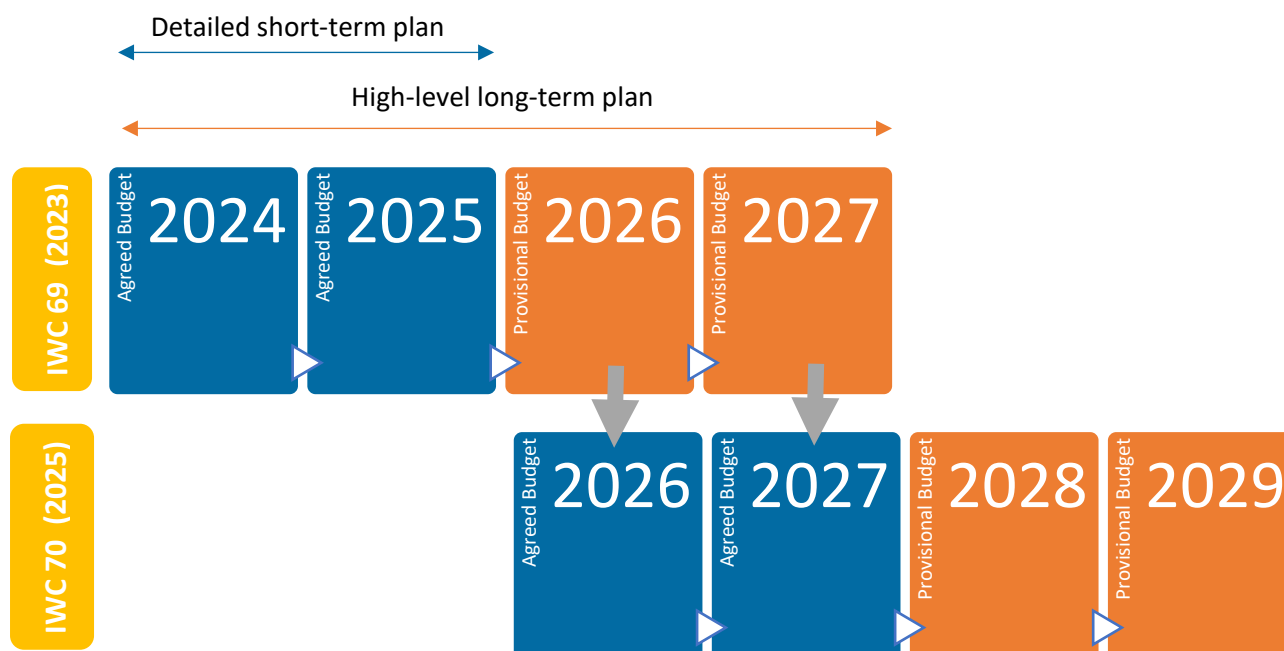 Detailed short-term plan
High-level long-term plan
IWC 69 (2023)
Agreed Budget
2024
Agreed Budget
2025
Provisional Budget
2026
Provisional Budget
2027
IWC 70 (2025)
Agreed Budget
2026
Agreed Budget
2027
Provisional Budget
2028
Provisional Budget
2029